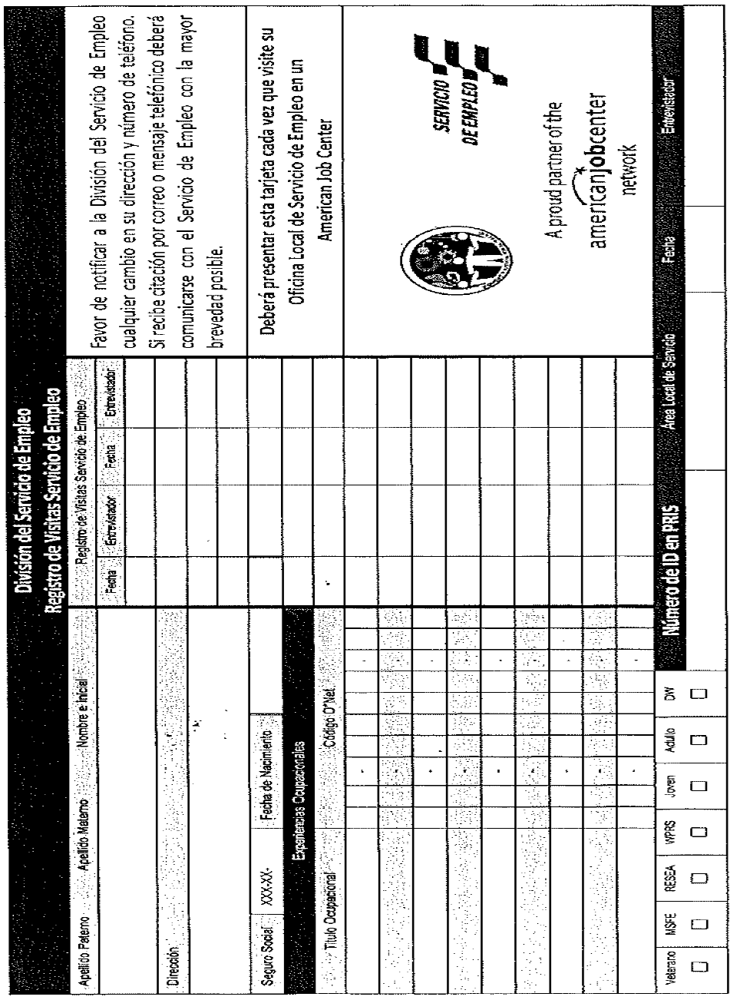 División del Servicio de Empleo
Registro de Visitas Servicio de Empleo
Apellido Paterno Apellido Materno Nombre e Inicial
Dirección
Seguro Social XXX-XX- Fecha de Nacimiento
Experiencias Ocupacionales
Título Ocupacional Código O*Net
Registro de Visitas Servicio de Empleo
Fecha Entrevistador Fecha Entrevistador
Favor de notificar a la División del Servicio de Empleo
cualquier cambio en su dirección y número de teléfono.
Si recibe citación por correo o mensaje telefónico deberá
comunicarse con el Servicio de Empleo con la mayor
brevedad posible.
Deberá presentar esta tarjeta cada vez que visite su
Oficina Local de Servicio de Empleo en un
American Job Center
SERVICIO
DE EMPLEO
A proud partner of the
americanjobcenter
network
Veterano MSFE RESEA WPRS Joven Adulto DW
Número de ID en PRIS Área Local de Servicio Fecha Entrevistador